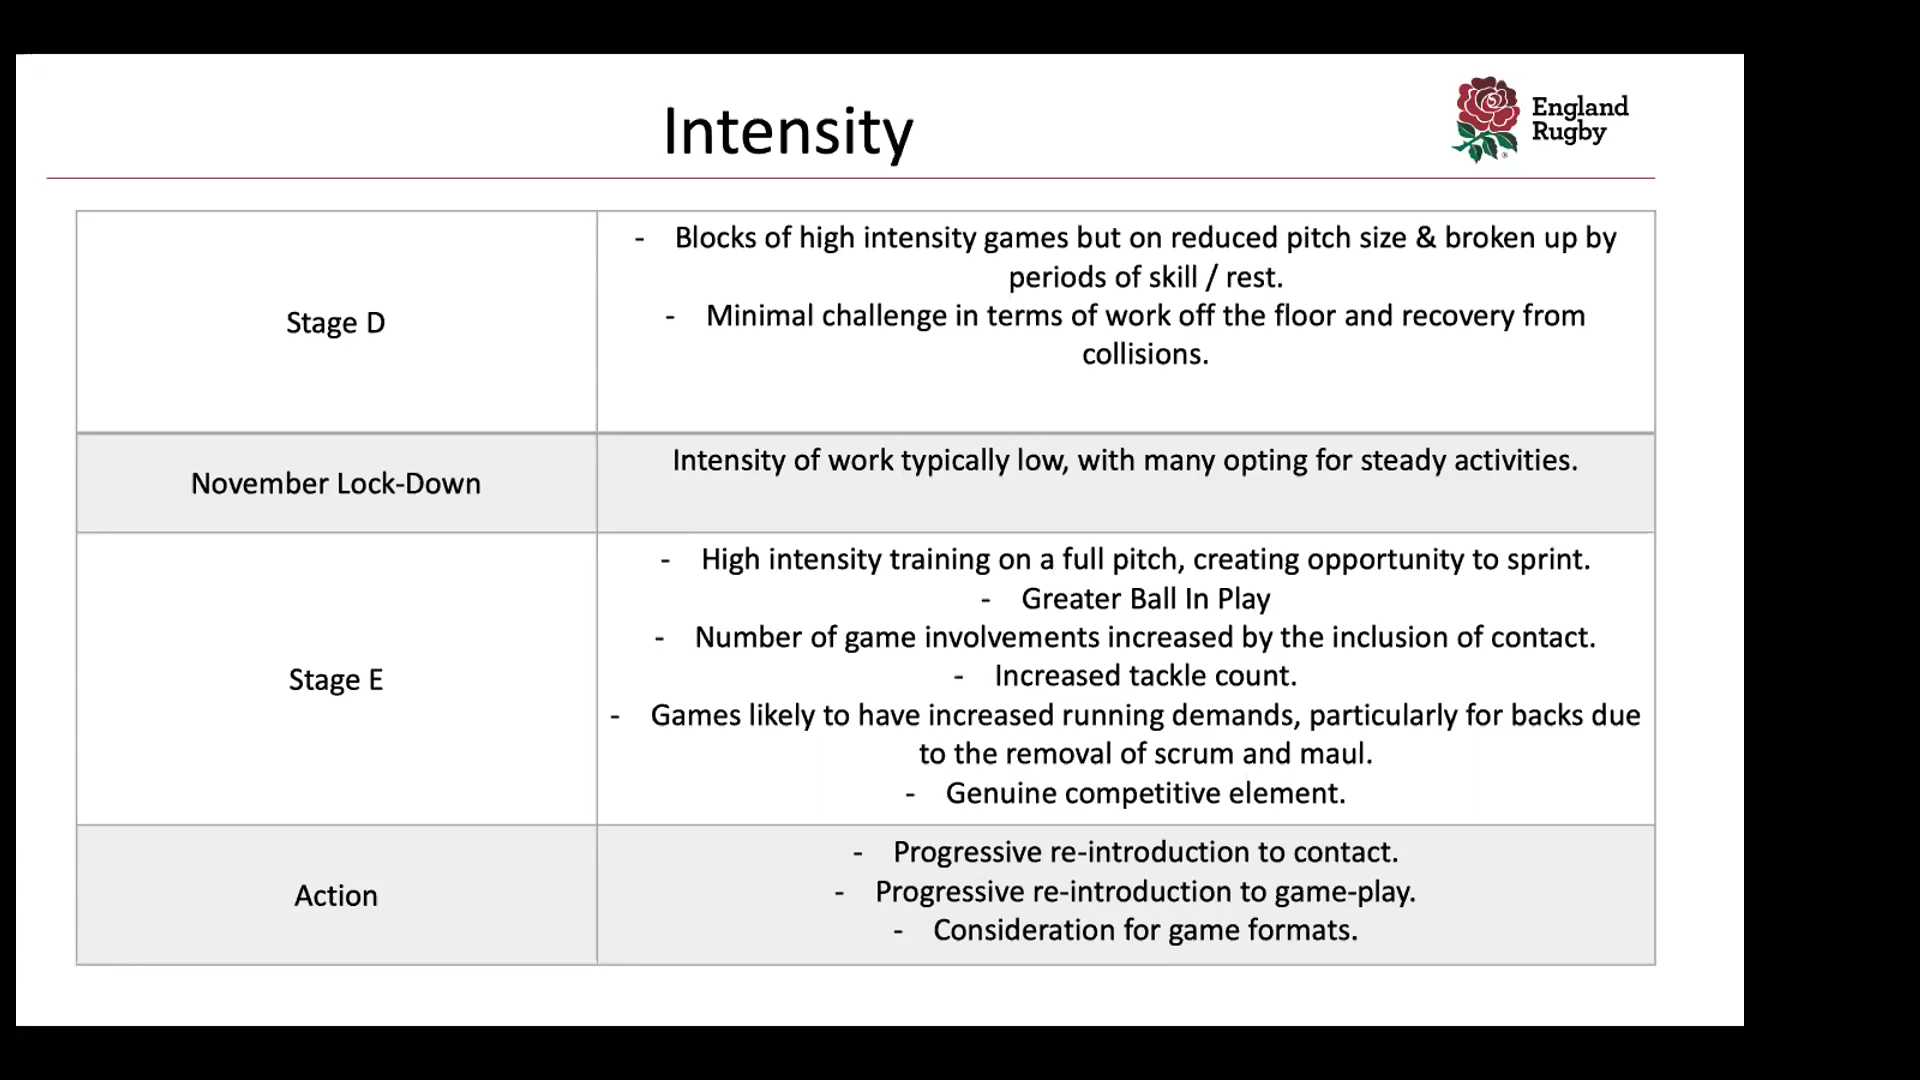 Intensity
England
Rugby
Stage D
- Blocks of high intensity games but on reduced pitch size & broken up by
periods of skill / rest.
- Minimal challenge in terms of work off the floor and recovery from
collisions.
November Lock-Down
Intensity of work typically low, with many opting for steady activities.
Stage E
- High intensity training on a full pitch, creating opportunity to sprint.
- Greater Ball In Play
- Number of game involvements increased by the inclusion of contact.
- Increased tackle count.
- Games likely to have increased running demands, particularly for backs due
to the removal of scrum and maul.
- Genuine competitive element.
Action
- Progressive re-introduction to contact.
- Progressive re-introduction to game-play.
- Consideration for game formats.